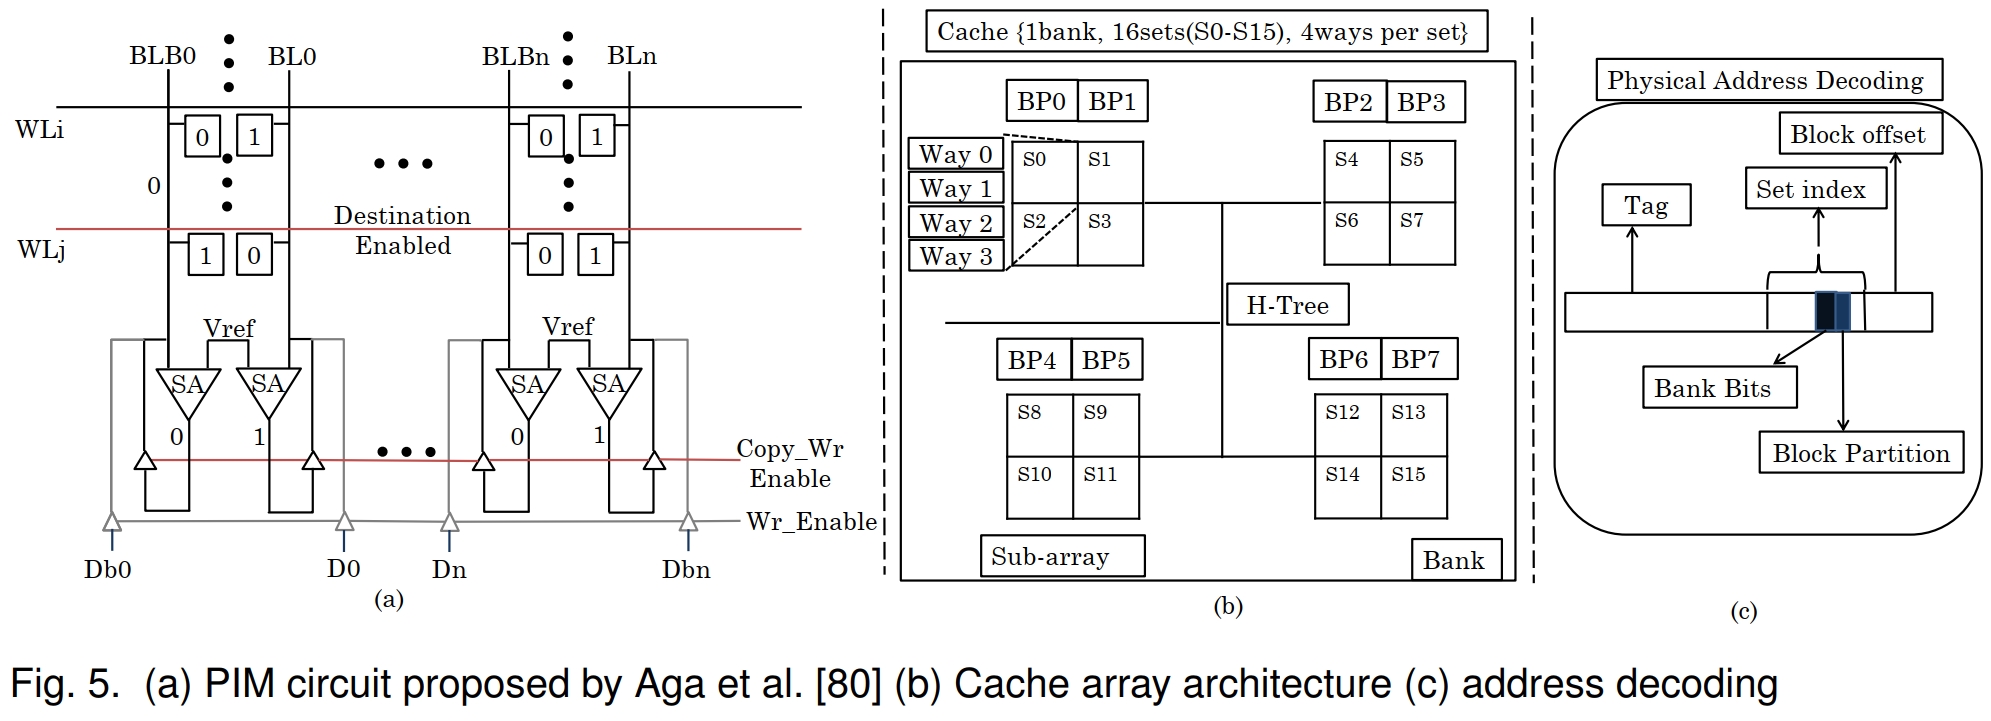 BLB0
BL0
BLBn
BLn
WLi
0
1
0
1
0
Destination
Enabled
WLj
1
0
0
1
Vref
Vref
SA
SA
SA
SA
0
1
0
1
Copy_Wr
Enable
Wr_Enable
Db0
D0
Dn
Dbn
(a)
Cache {1bank, 16sets(S0-S15), 4ways per set}
BP0
BP1
BP2
BP3
Way 0
Way 1
Way 2
Way 3
S0
S1
S2
S3
S4
S5
S6
S7
H-Tree
BP4
BP5
BP6
BP7
S8
S9
S10
S11
S12
S13
S14
S15
Sub-array
Bank
(b)
Physical Address Decoding
Block offset
Set index
Tag
Bank Bits
Block Partition
(c)
Fig. 5. (a) PIM circuit proposed by Aga et al. [80] (b) Cache array architecture (c) address decoding